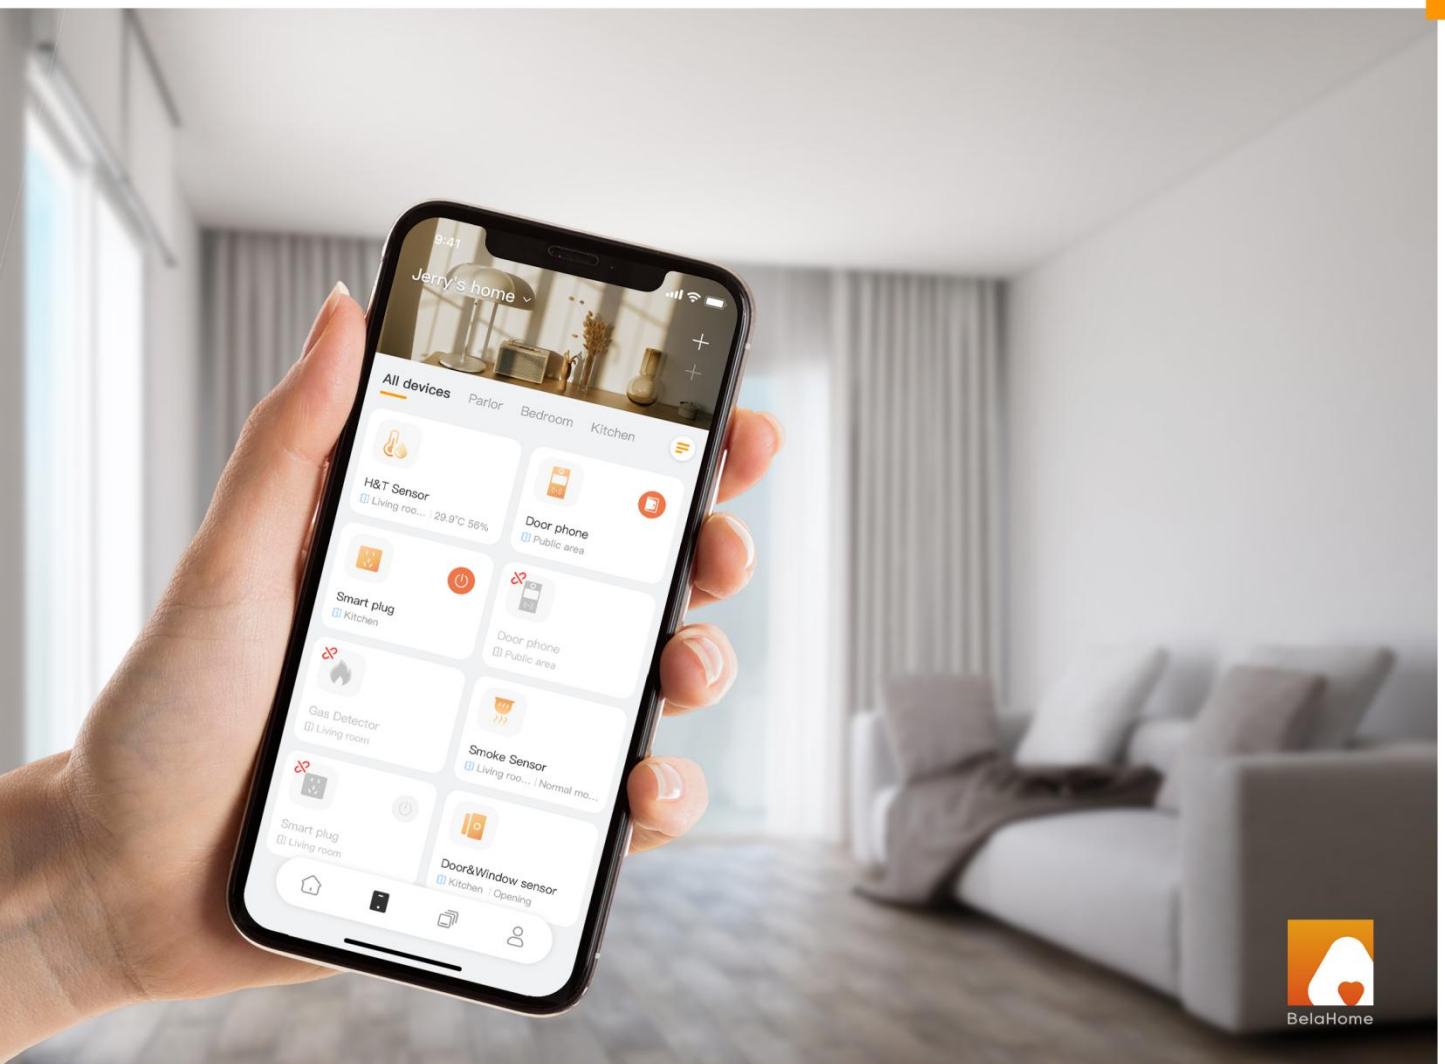 9:41
Jerry's home
All devices Parlor Bedroom Kitchen
H&T Sensor
Living roo... | 29.9°C 56%
Door phone
Public area
Smart plug
Kitchen
Door phone
Public area
Gas Detector
Living room
Smoke Sensor
Living roo... | Normal mo...
Smart plug
Living room
Door&Window sensor
Kitchen | Opening
BelaHome